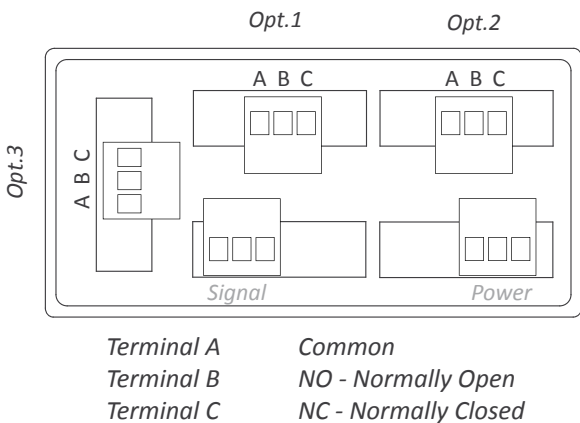 Opt.1 Opt.2
A B C A B C
Opt.3
A B C
Signal Power
Terminal A Common
Terminal B NO - Normally Open
Terminal C NC - Normally Closed